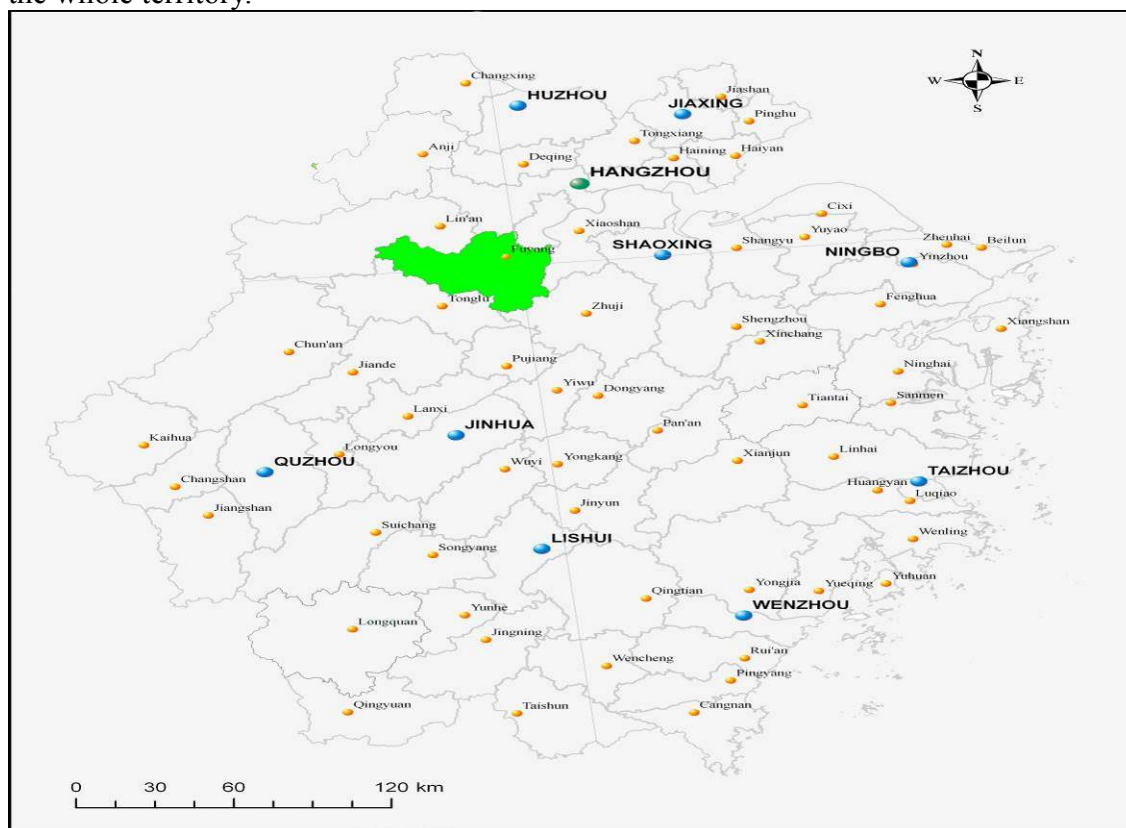 the whole territory.
N
W E
S
Changxing
HUZHOU
Jiashan
JIAXING
Pinghu
Tongxiang
Anji
Deqing
Haining
Haiyan
HANGZHOU
Lin'an
Xiaoshan
Cixi
Fuyang
SHAOXING
Shangyu
Yuyao
Zhenhai
Beilun
NINGBO
Yinzhou
Tonglu
Zhuji
Fenghua
Shengzhou
Xinchang
Xiangshan
Chun'an
Jiande
Pujiang
Ninghai
Yiwu
Dongyang
Tiantai
Sanmen
Lanxi
JINHUA
Pan'an
Kaihua
Longyou
QUZHOU
Wuyi
Yongkang
Xianjun
Linhai
TAIZHOU
Changshan
Huangyan
Luqiao
Jiangshan
Jinyun
Suichang
Songyang
LISHUI
Wenling
Qingtian
Yongjia
Yueqing
Yuhuan
WENZHOU
Yunhe
Longquan
Jingning
Wencheng
Rui'an
Pingyang
Qingyuan
Taishun
Cangnan
0 30 60 120 km